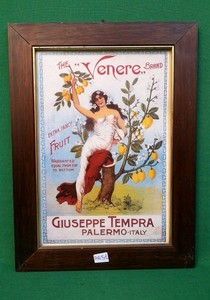 THE "Venere" BRAND
EXTRA FANCY
FRUIT
GIUSEPPE TEMPRA
PALERMO-ITALY